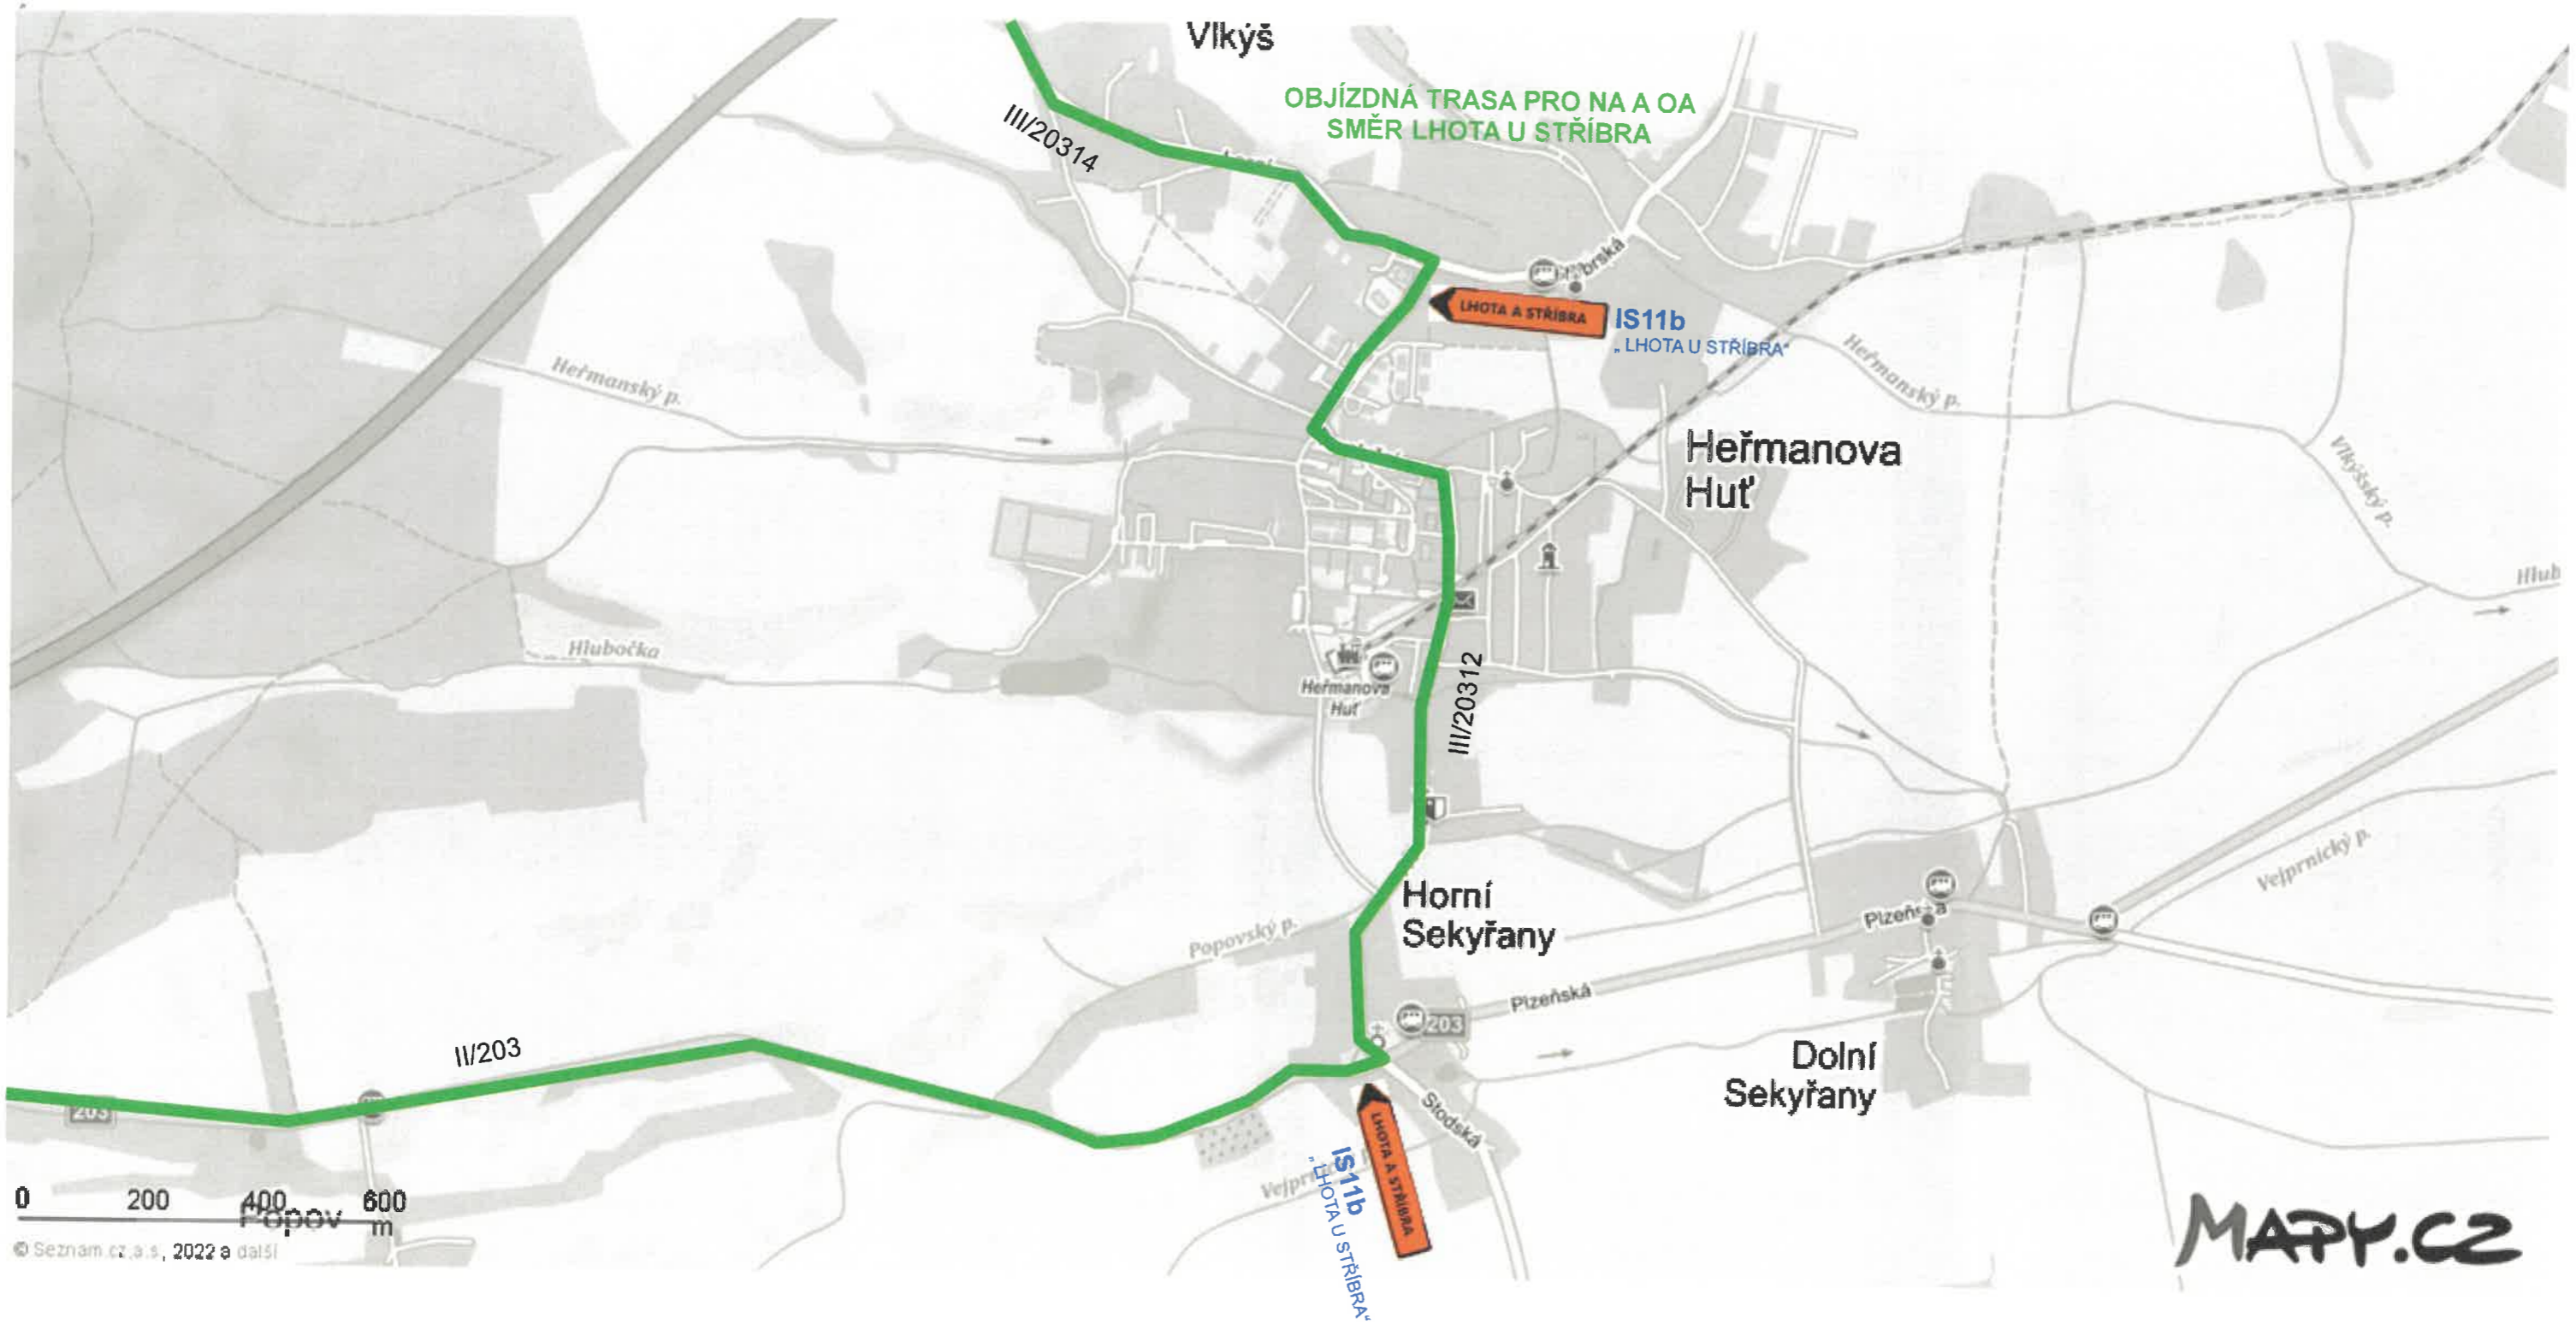 Vlkýš
OBJÍZDNÁ TRASA PRO NA A OA
SMĚR LHOTA U STŘÍBRA
III/20314
LHOTA A STŘÍBRA
IS11b
„ LHOTA U STŘÍBRA“
Heřmanský p.
Heřmanský p.
Heřmanova
Huť
Vlkýšský p.
Hlub
Hlubočka
Heřmanova
Huť
III/20312
Vejprnický p.
Horní
Sekyřany
Plzeňská
Popovský p.
Plzeňská
203
II/203
Dolní
Sekyřany
203
Stodská
LHOTA A STŘÍBRA
IS11b
„ LHOTA U STŘÍBRA“
0 200 400 600
Popov m
© Seznam.cz,a.s, 2022 a další
MAPY.CZ